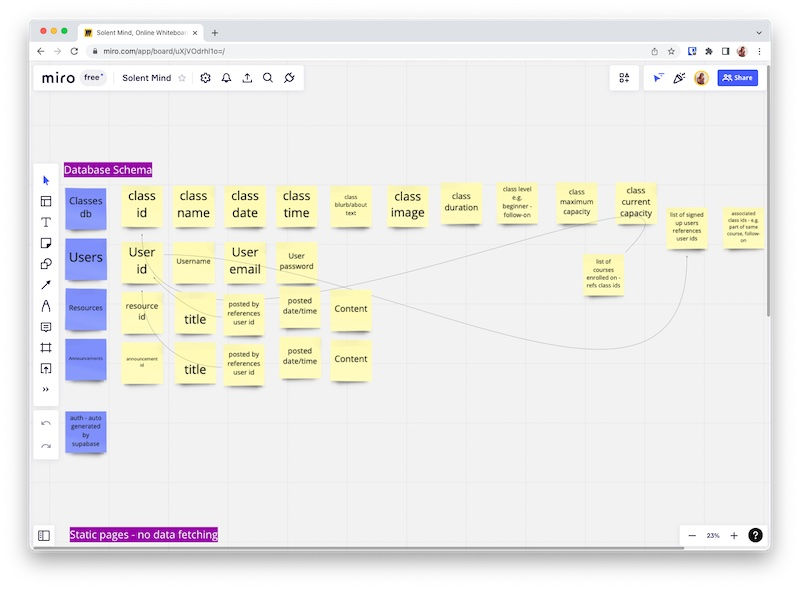 Solent Mind, Online Whiteboar
miro.com/app/board/uXjVOdrhl1o=/
miro free Solent Mind
Share
Database Schema
Classes
db
class
id
class
name
class
date
class
time
class
blurb/about
text
class
image
class
duration
class level
e.g.
beginner -
follow-on
class
maximum
capacity
class
current
capacity
list of signed
up users
references
user ids
associated
class ids - e.g.
part of same
course, follow-
on
Users
User
id
Username
User
email
User
password
list of
courses
enrolled on -
refs class ids
Resources
resource
id
title
posted by
references
user id
posted
date/time
Content
Announcements
announcement
id
title
posted by
references
user id
posted
date/time
Content
auth - auto
generated
by
supabase
Static pages - no data fetching
23%